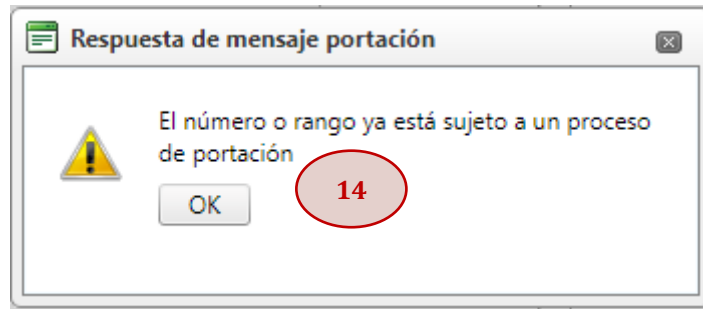 Respuesta de mensaje portación
El número o rango ya está sujeto a un proceso
de portación
14
OK